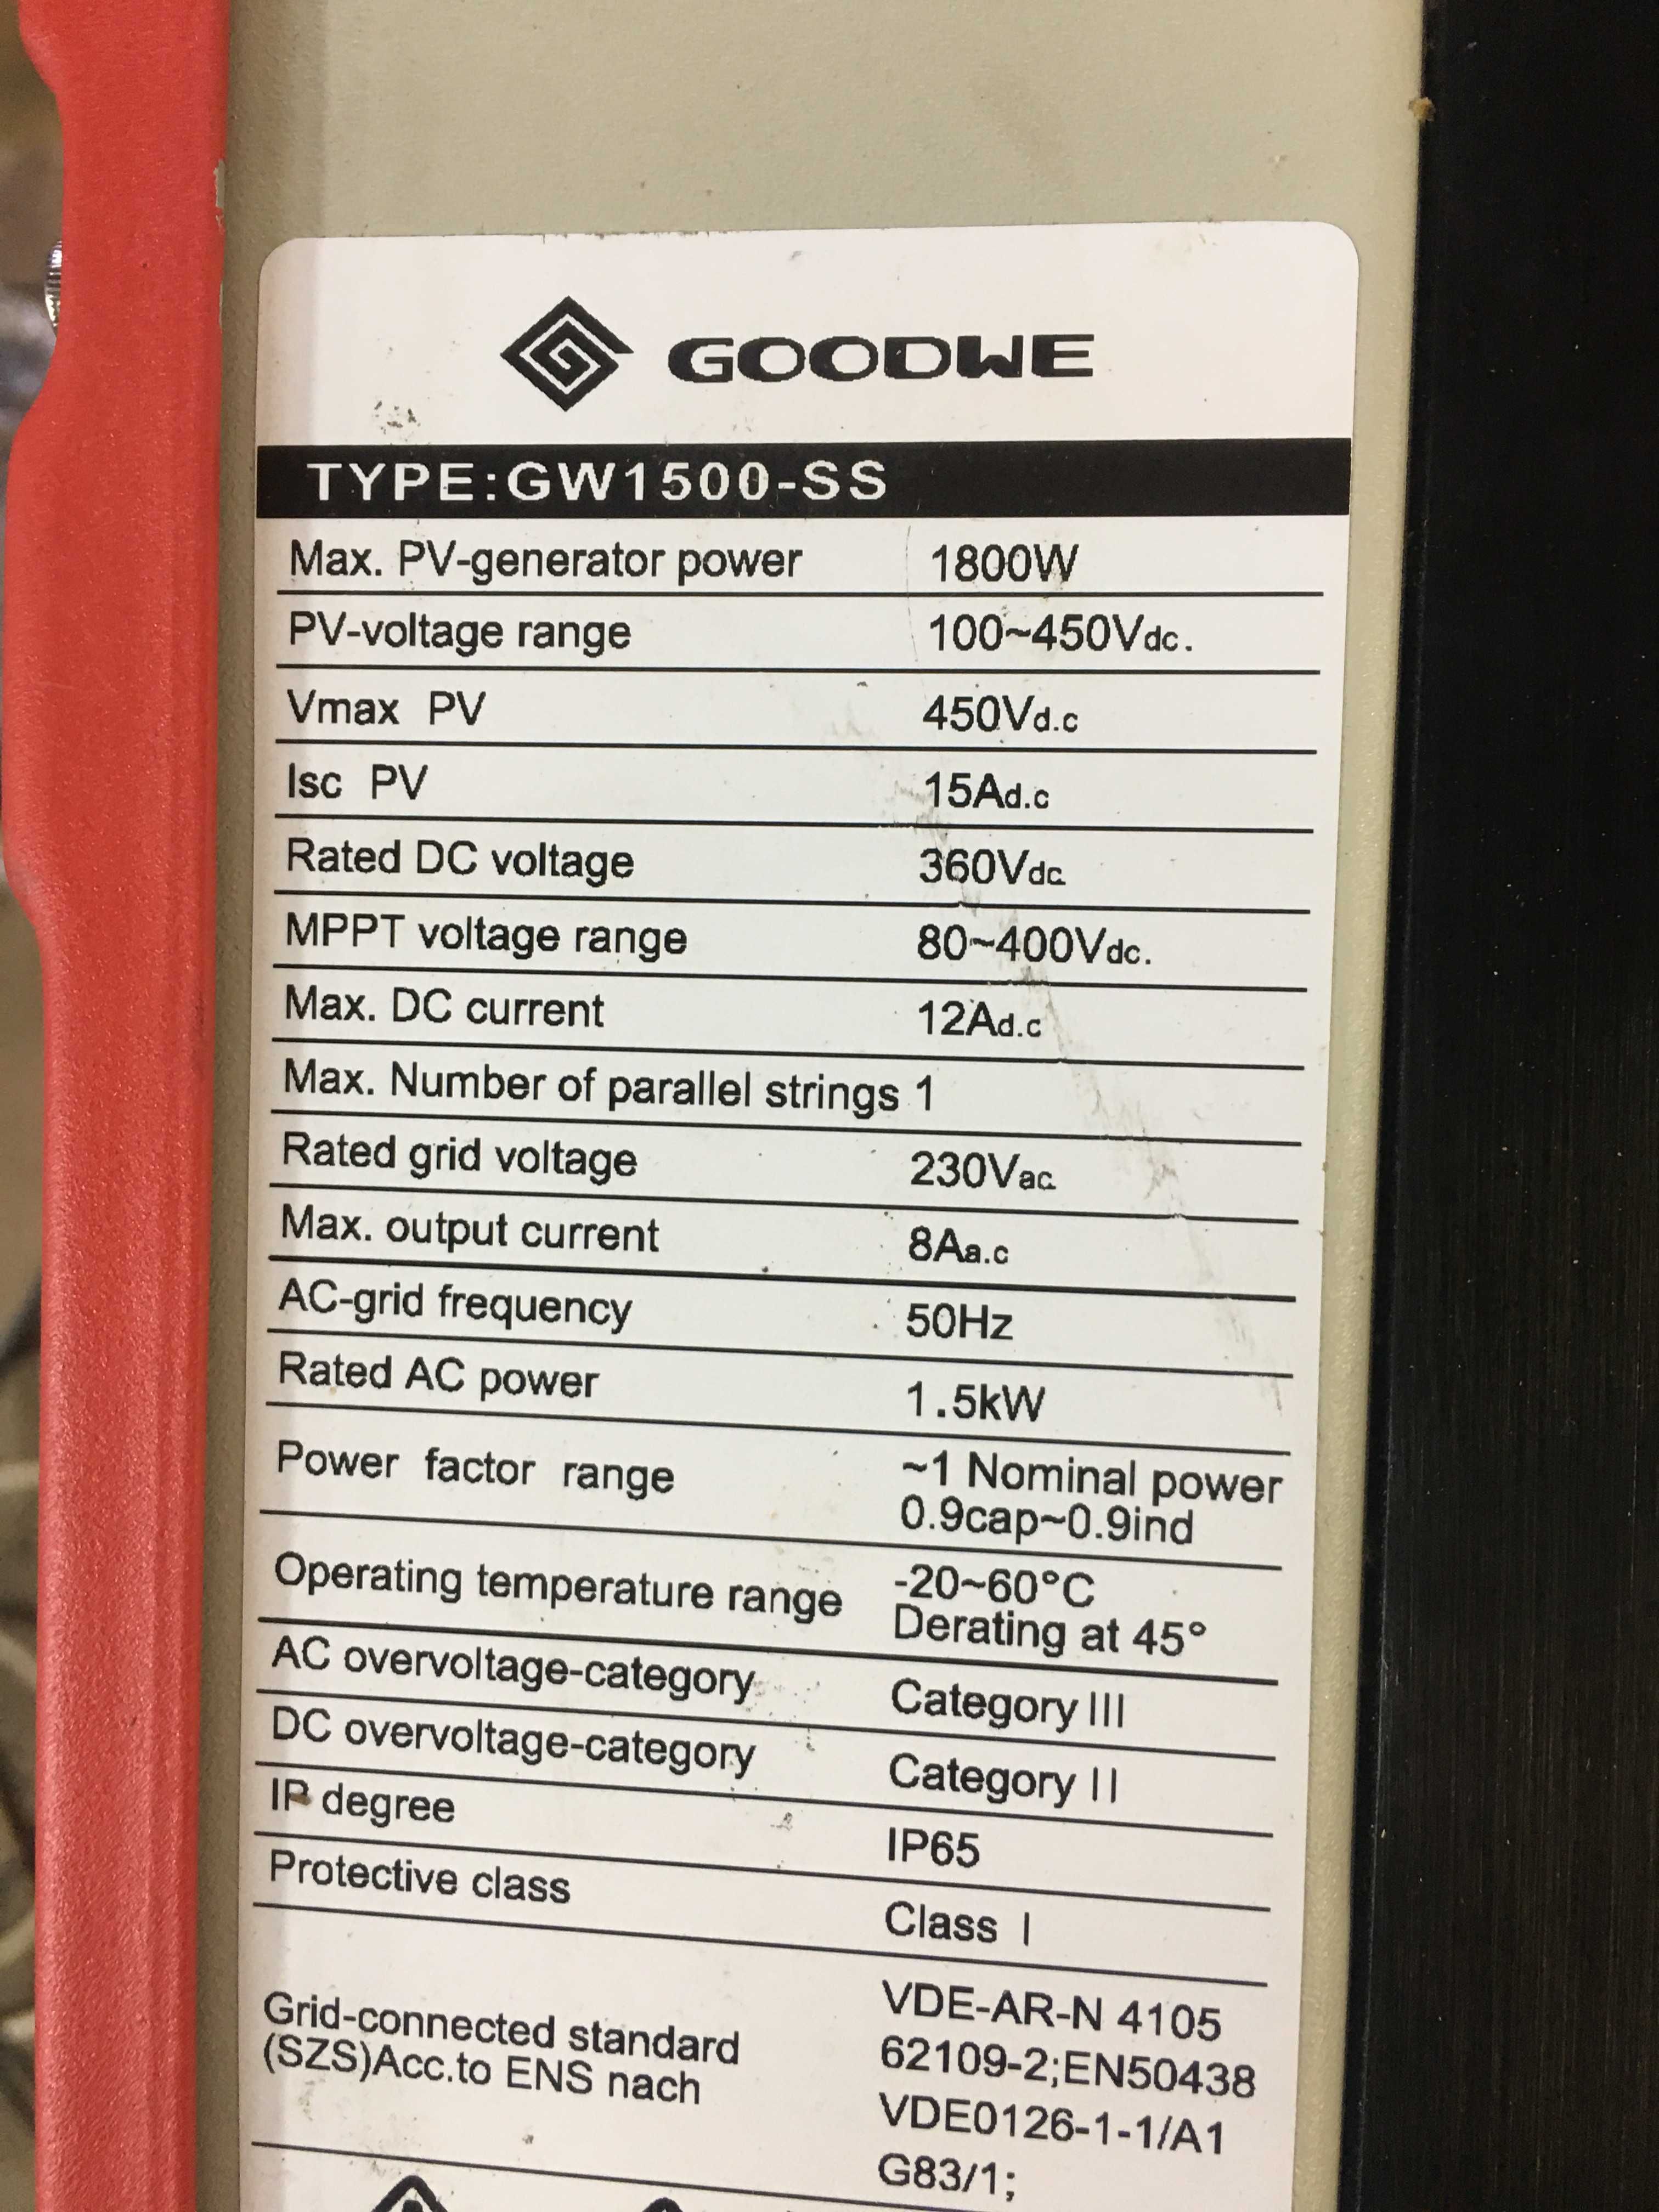 GOODWE
TYPE:GW1500-SS
Max. PV-generator power 1800W
PV-voltage range 100~450Vdc.
Vmax PV 450Vd.c
Isc PV 15Ad.c
Rated DC voltage 360Vdc
MPPT voltage range 80~400Vdc.
Max. DC current 12Ad.c
Max. Number of parallel strings 1
Rated grid voltage 230Vac
Max. output current 8Aa.c
AC-grid frequency 50Hz
Rated AC power 1.5kW
Power factor range ~1 Nominal power
0.9cap~0.9ind
Operating temperature range -20~60°C
Derating at 45°
AC overvoltage-category Category III
DC overvoltage-category Category II
IP degree IP65
Protective class Class I
Grid-connected standard VDE-AR-N 4105
(SZS)Acc.to ENS nach 62109-2;EN50438
VDE0126-1-1/A1
G83/1;